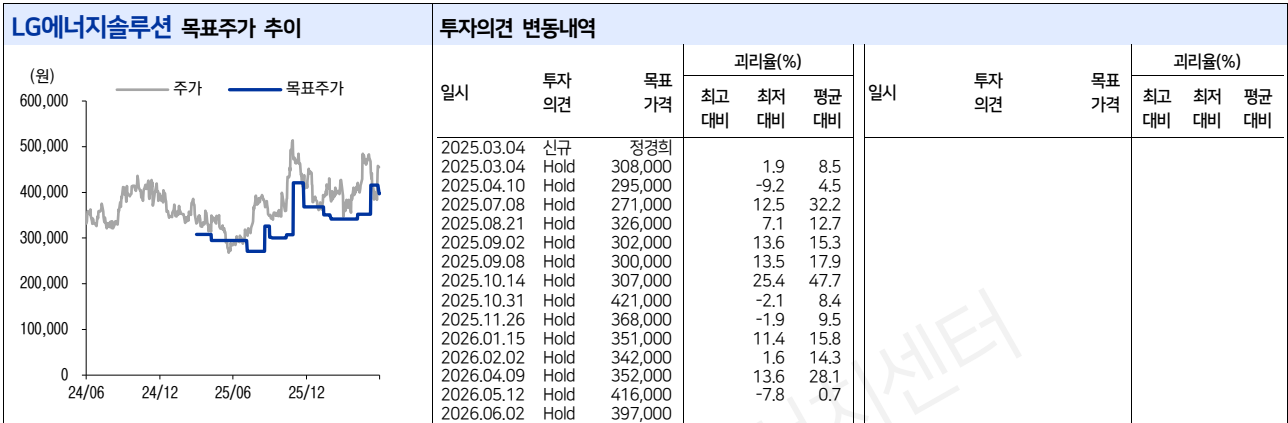 LG에너지솔루션 목표주가 추이
(원)
주가 목표주가
600,000
500,000
400,000
300,000
200,000
100,000
0
24/06 24/12 25/06 25/12
투자의견 변동내역
일시 투자의견 목표가격 괴리율(%)
최고대비 최저대비 평균대비
2025.03.04 신규 정경희
2025.03.04 Hold 308,000 1.9 8.5
2025.04.10 Hold 295,000 -9.2 4.5
2025.07.08 Hold 271,000 12.5 32.2
2025.08.21 Hold 326,000 7.1 12.7
2025.09.02 Hold 302,000 13.6 15.3
2025.09.08 Hold 300,000 13.5 17.9
2025.10.14 Hold 307,000 25.4 47.7
2025.10.31 Hold 421,000 -2.1 8.4
2025.11.26 Hold 368,000 -1.9 9.5
2026.01.15 Hold 351,000 11.4 15.8
2026.02.02 Hold 342,000 1.6 14.3
2026.04.09 Hold 352,000 13.6 28.1
2026.05.12 Hold 416,000 -7.8 0.7
2026.06.02 Hold 397,000
일시 투자의견 목표가격 괴리율(%)
최고대비 최저대비 평균대비